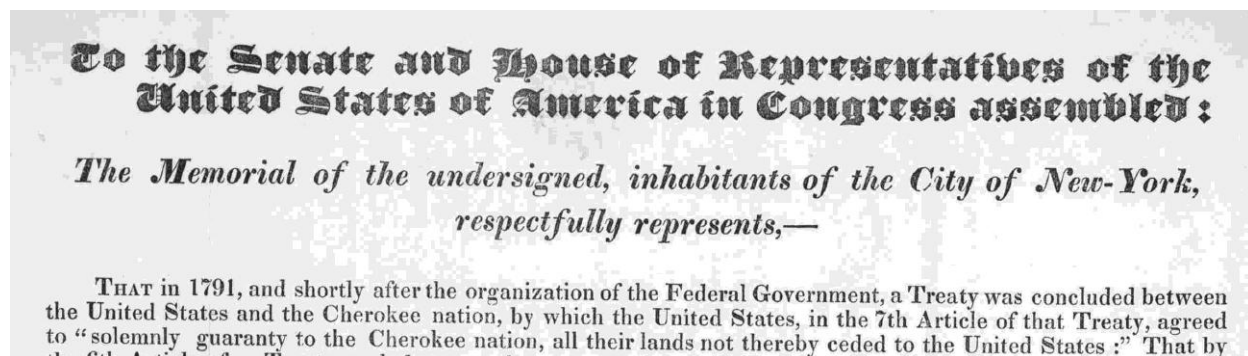 To the Senate and House of Representatives of the
United States of America in Congress assembled:
The Memorial of the undersigned, inhabitants of the City of New-York,
respectfully represents,—
THAT in 1791, and shortly after the organization of the Federal Government, a Treaty was concluded between
the United States and the Cherokee nation, by which the United States, in the 7th Article of that Treaty, agreed
to "solemnly guaranty to the Cherokee nation, all their lands not thereby ceded to the United States:" That by